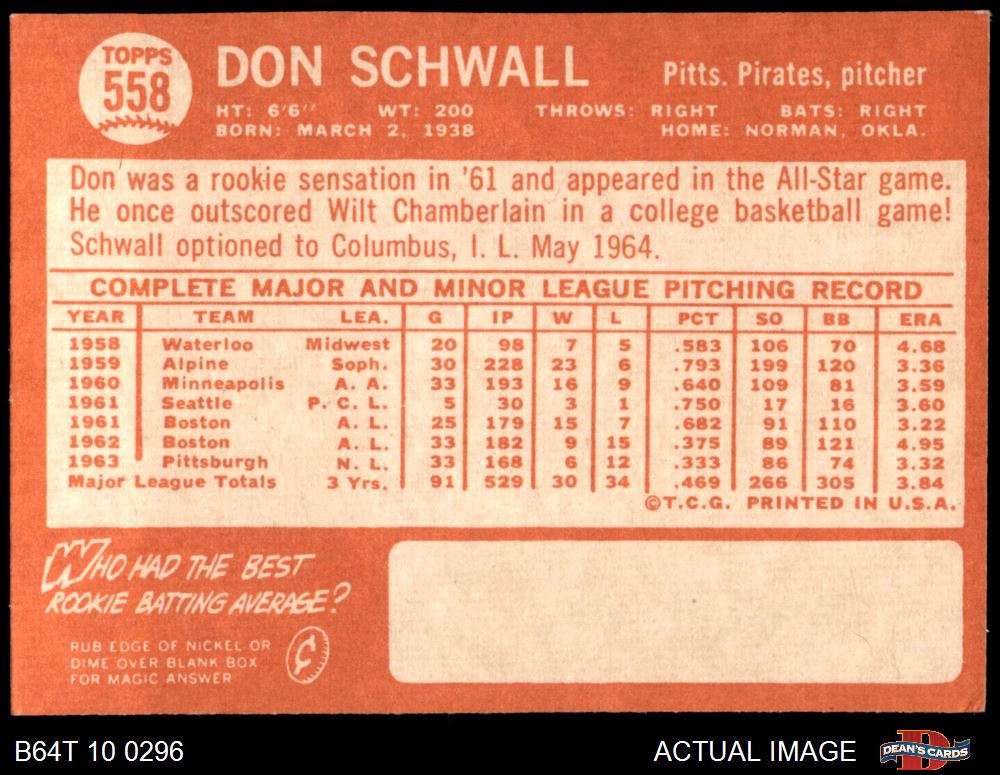 TOPPS
558
DON SCHWALL
Pitts. Pirates, pitcher
HT: 6'6" WT: 200 THROWS: RIGHT BATS: RIGHT
BORN: MARCH 2, 1938 HOME: NORMAN, OKLA.
Don was a rookie sensation in '61 and appeared in the All-Star game.
He once outscored Wilt Chamberlain in a college basketball game!
Schwall optioned to Columbus, I. L. May 1964.
COMPLETE MAJOR AND MINOR LEAGUE PITCHING RECORD
YEAR TEAM LEA. G IP W L PCT SO BB ERA
1958 Waterloo Midwest 20 98 7 5 .583 106 70 4.68
1959 Alpine Soph. 30 228 23 6 .793 199 120 3.36
1960 Minneapolis A. A. 33 193 16 9 .640 109 81 3.59
1961 Seattle P. C. L. 5 30 3 1 .750 17 16 3.60
1961 Boston A. L. 25 179 15 7 .682 91 110 3.22
1962 Boston A. L. 33 182 9 15 .375 89 121 4.95
1963 Pittsburgh N. L. 33 168 6 12 .333 86 74 3.32
Major League Totals 3 Yrs. 91 529 30 34 .469 266 305 3.84
©T.C.G. PRINTED IN U.S.A.
WHO HAD THE BEST
ROOKIE BATTING AVERAGE?
RUB EDGE OF NICKEL OR
DIME OVER BLANK BOX
FOR MAGIC ANSWER
¢
B64T 10 0296
ACTUAL IMAGE
DEAN'S CARDS